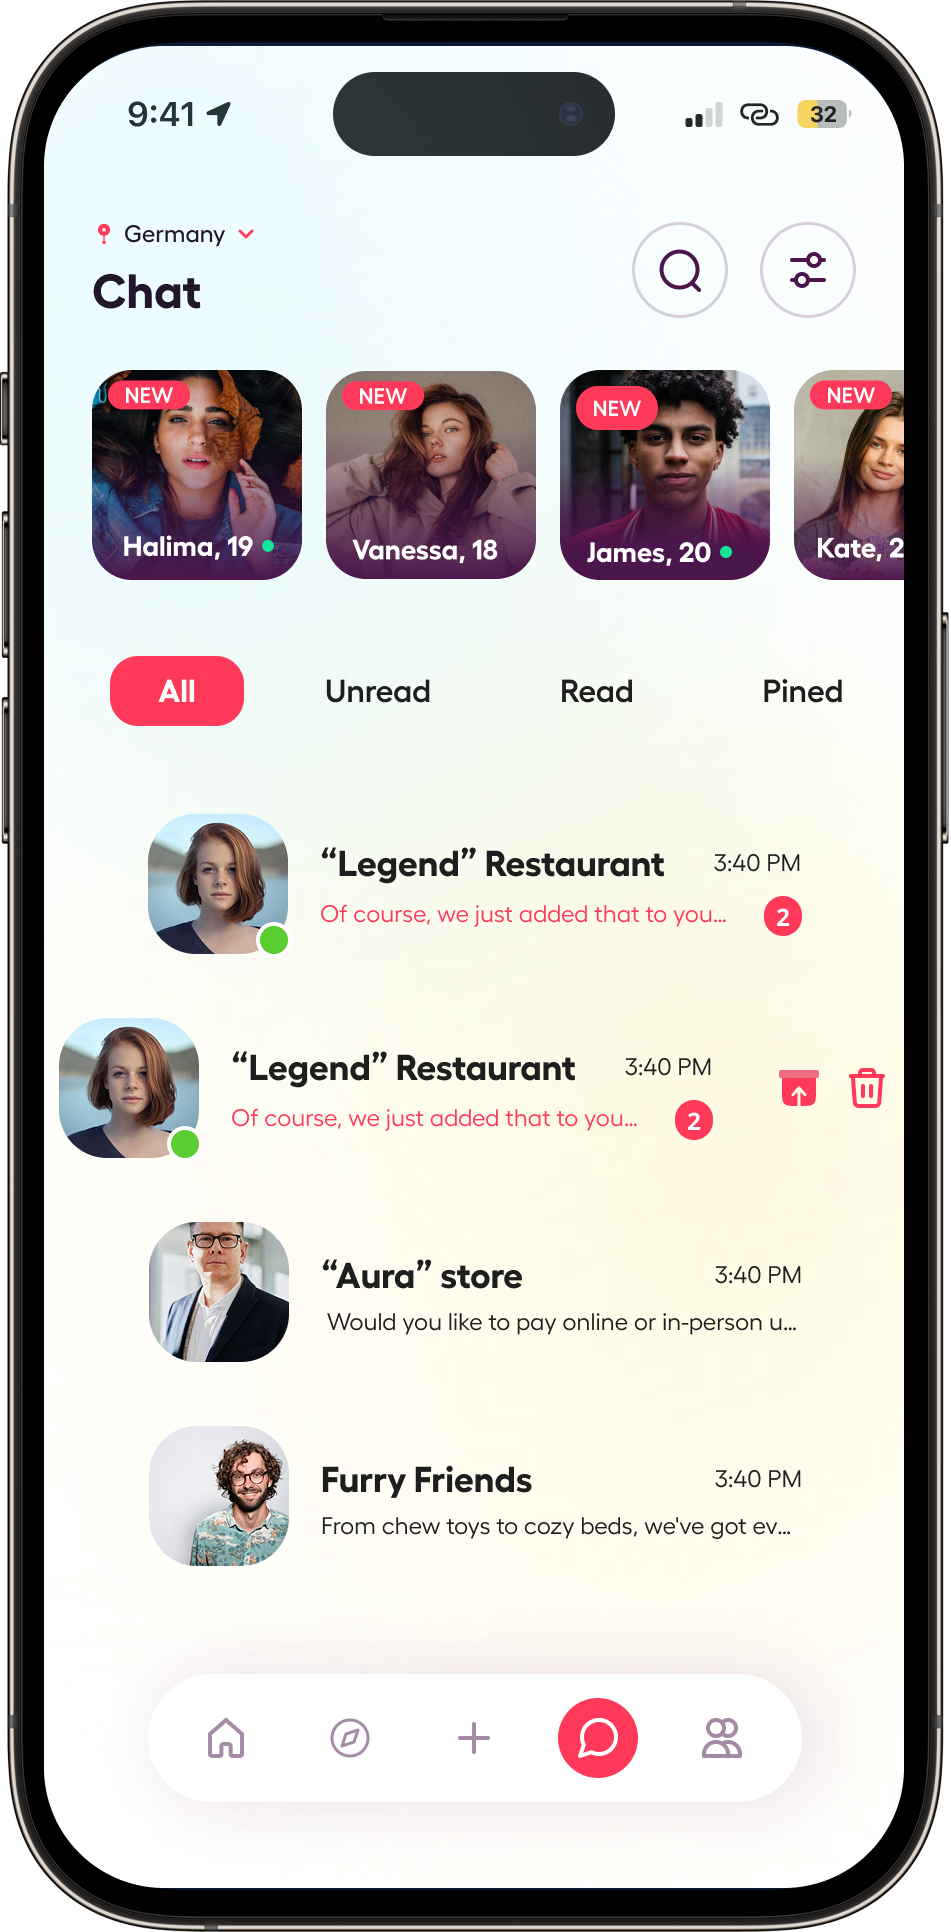 9:41
32
Germany
Chat
NEW
NEW
NEW
NEW
Halima, 19
Vanessa, 18
James, 20
Kate, 2
All
Unread
Read
Pined
“Legend” Restaurant
3:40 PM
Of course, we just added that to you...
2
“Legend” Restaurant
3:40 PM
Of course, we just added that to you...
2
“Aura” store
3:40 PM
Would you like to pay online or in-person u...
Furry Friends
3:40 PM
From chew toys to cozy beds, we've got ev...